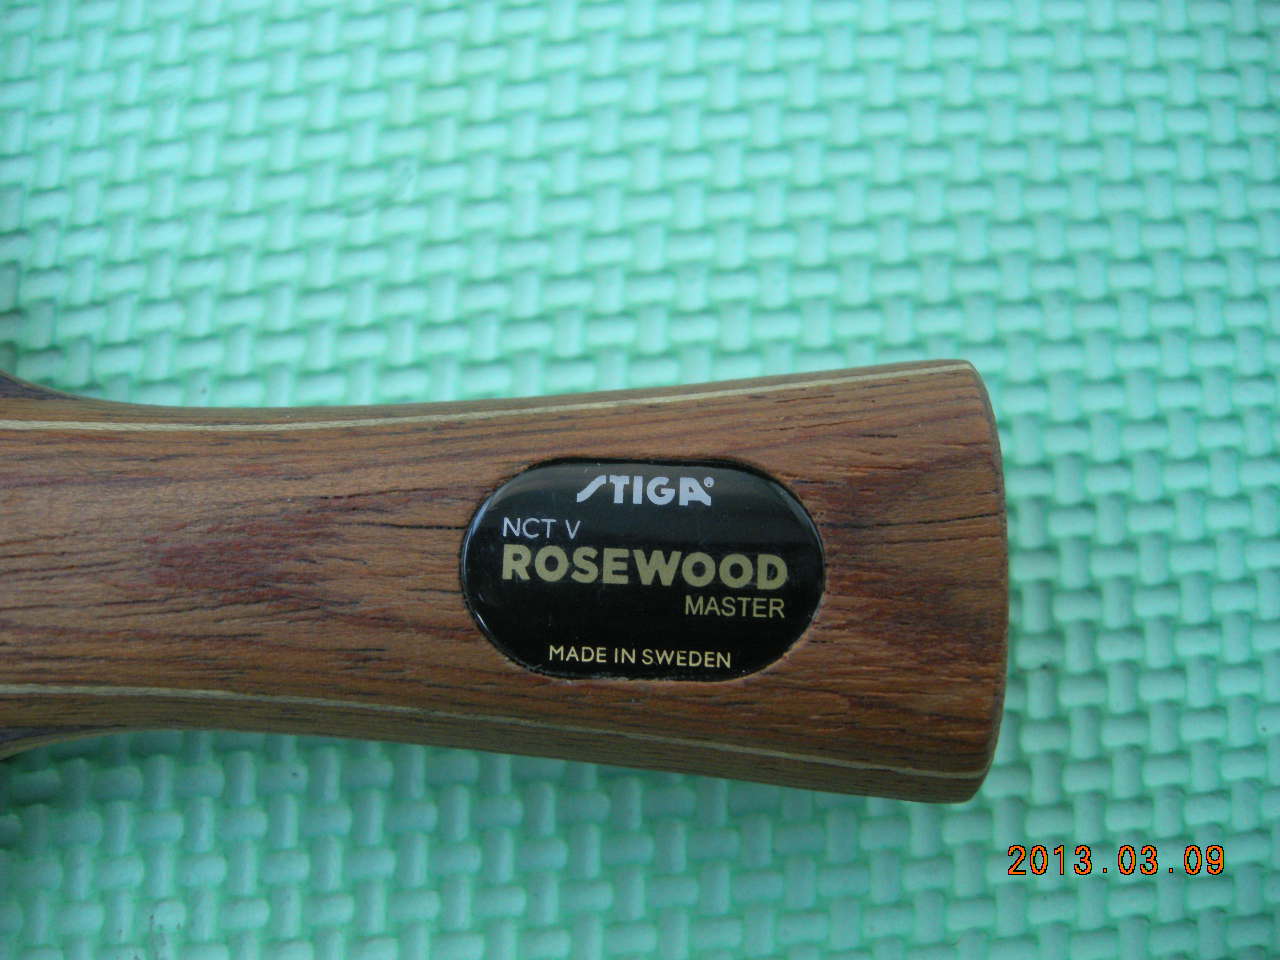 STIGA®
NCT V
ROSEWOOD
MASTER
MADE IN SWEDEN
2013.03.09